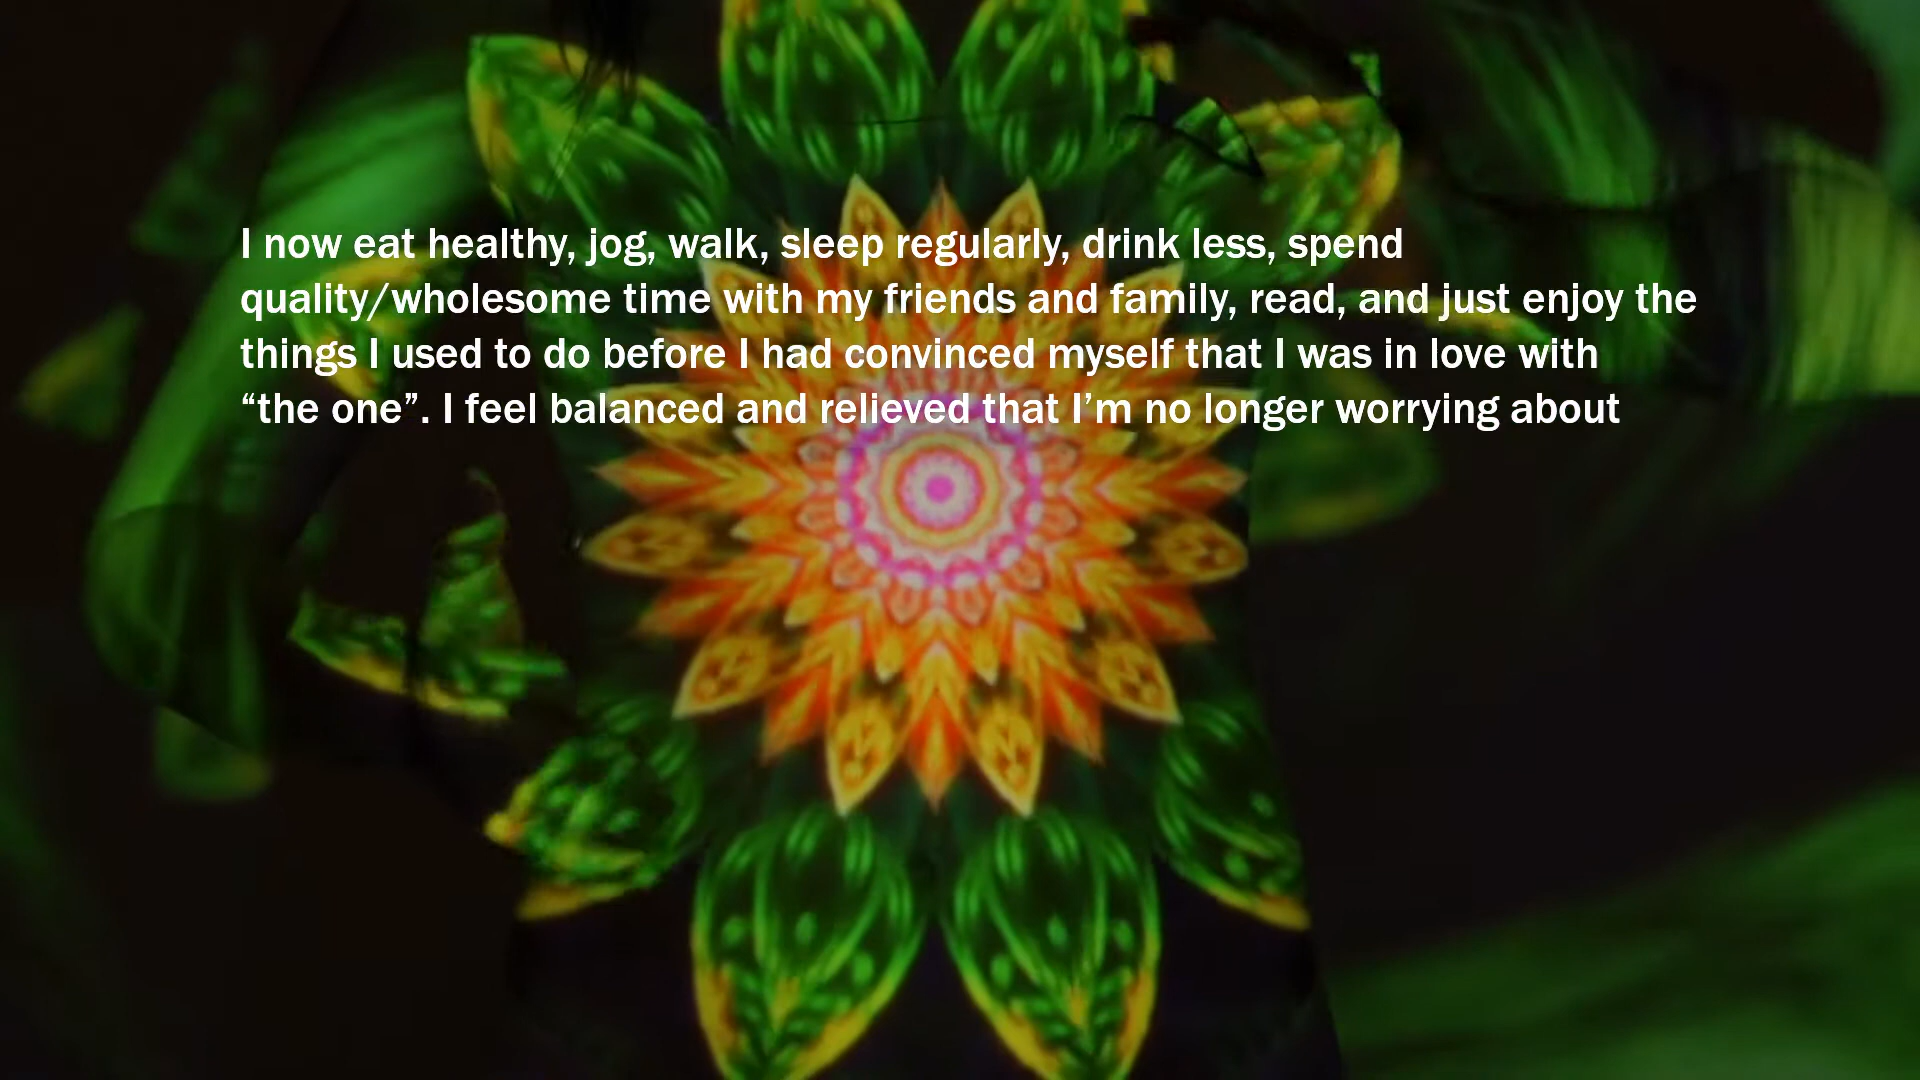 I now eat healthy, jog, walk, sleep regularly, drink less, spend
quality/wholesome time with my friends and family, read, and just enjoy the
things I used to do before I had convinced myself that I was in love with
“the one”. I feel balanced and relieved that I’m no longer worrying about